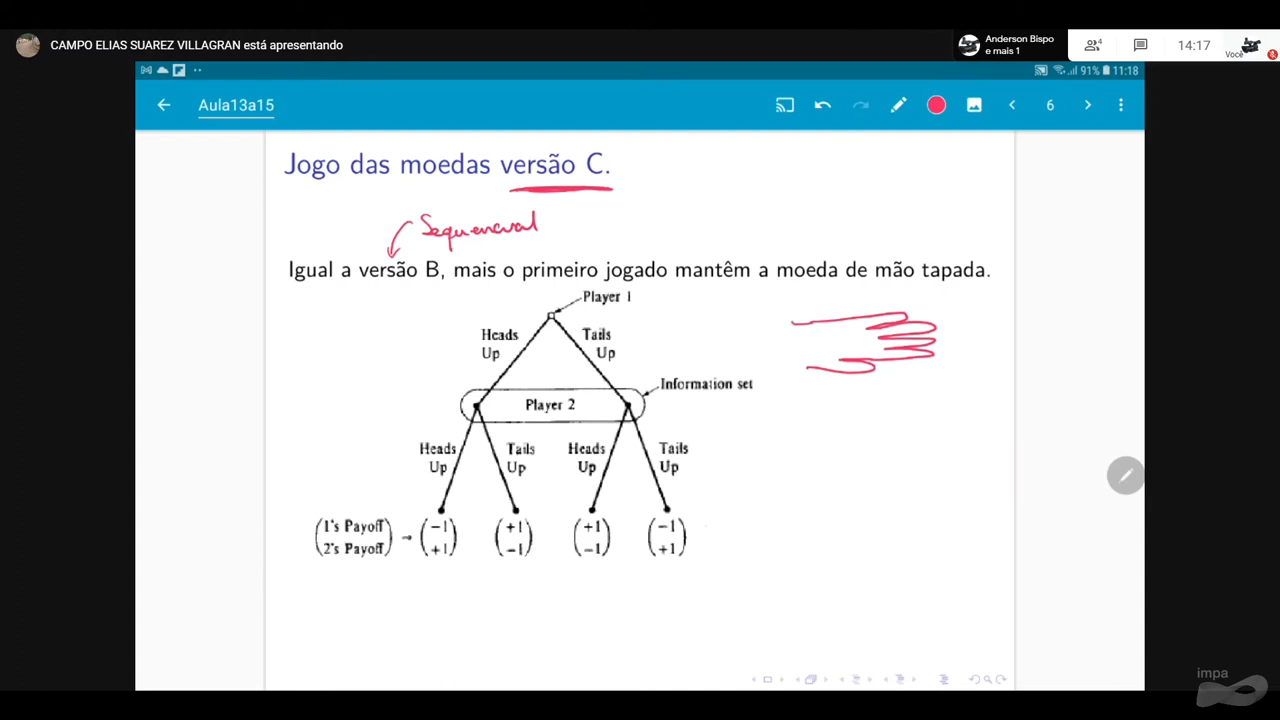 CAMPO ELIAS SUAREZ VILLAGRAN está apresentando
Anderson Bispo
e mais 1
4
14:17
Você
91% 11:18
Aula13a15
6
Jogo das moedas versão C.
Sequencial
Igual a versão B, mais o primeiro jogado mantêm a moeda de mão tapada.
Player 1
Heads Up
Tails Up
Information set
Player 2
Heads Up
Tails Up
Heads Up
Tails Up
(1's Payoff → (−1 (+1 (+1 (−1
2's Payoff) +1) −1) −1) +1)
impa